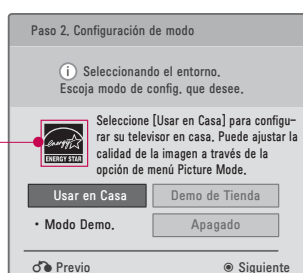 Paso 2. Configuración de modo
i Seleccionando el entorno.
Escoja modo de config. que desee.
energy
ENERGY STAR
Seleccione [Usar en Casa] para configu-
rar su televisor en casa. Puede ajustar la
calidad de la imagen a través de la
opción de menú Picture Mode.
Usar en Casa Demo de Tienda
• Modo Demo. Apagado
Previo Siguiente